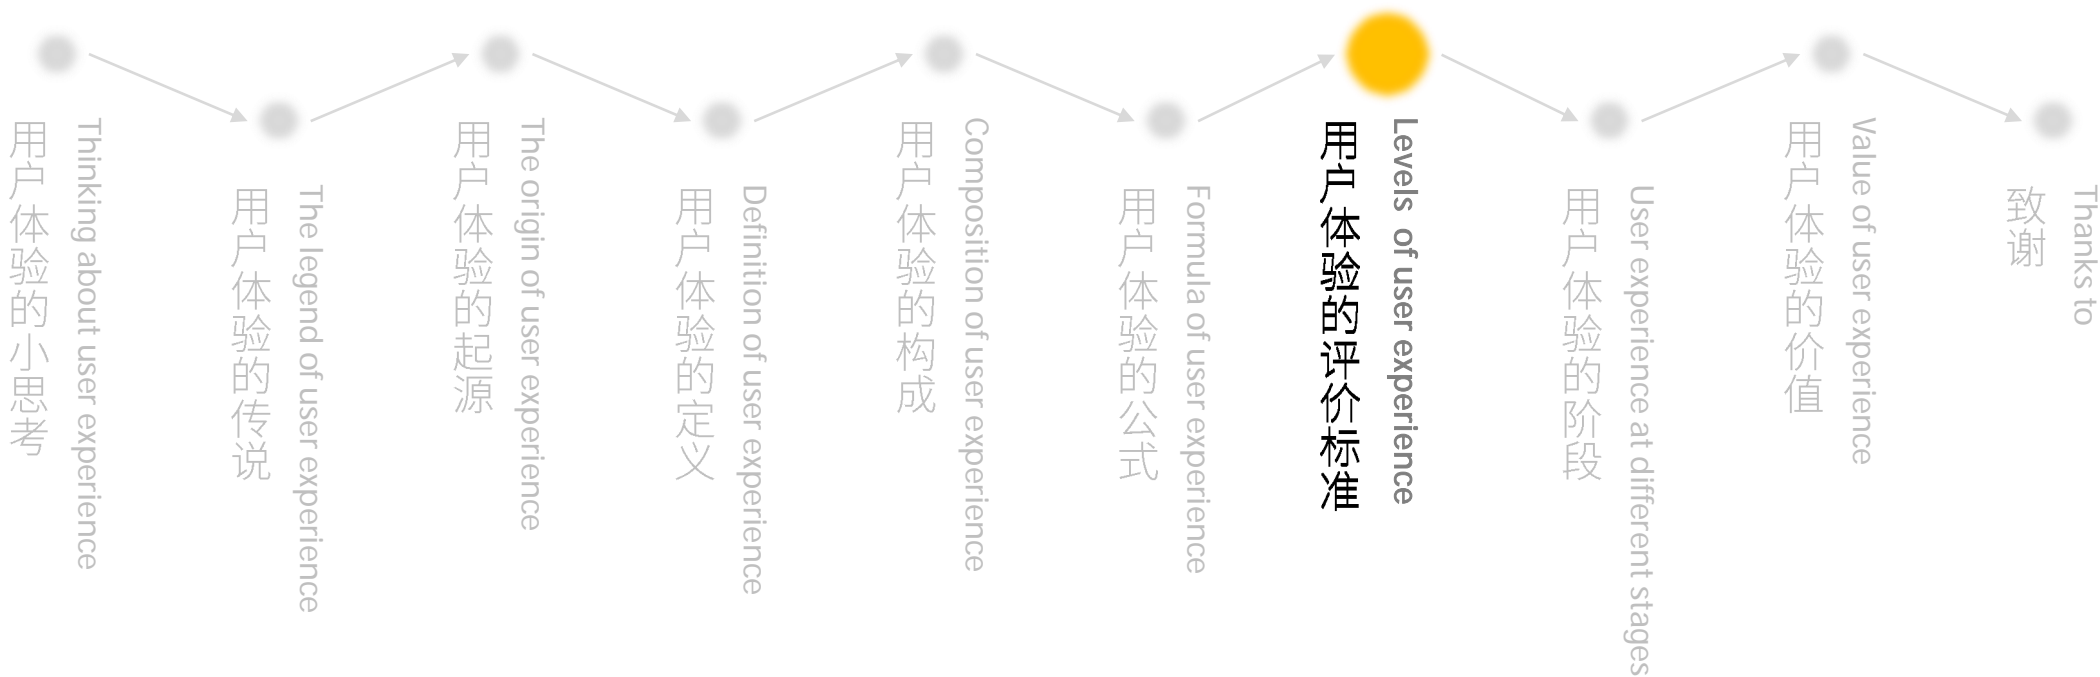 用户体验的小思考
Thinking about user experience
用户体验的传说
The legend of user experience
用户体验的起源
The origin of user experience
用户体验的定义
Definition of user experience
用户体验的构成
Composition of user experience
用户体验的公式
Formula of user experience
用户体验的评价标准
Levels of user experience
用户体验的阶段
User experience at different stages
用户体验的价值
Value of user experience
致谢
Thanks to